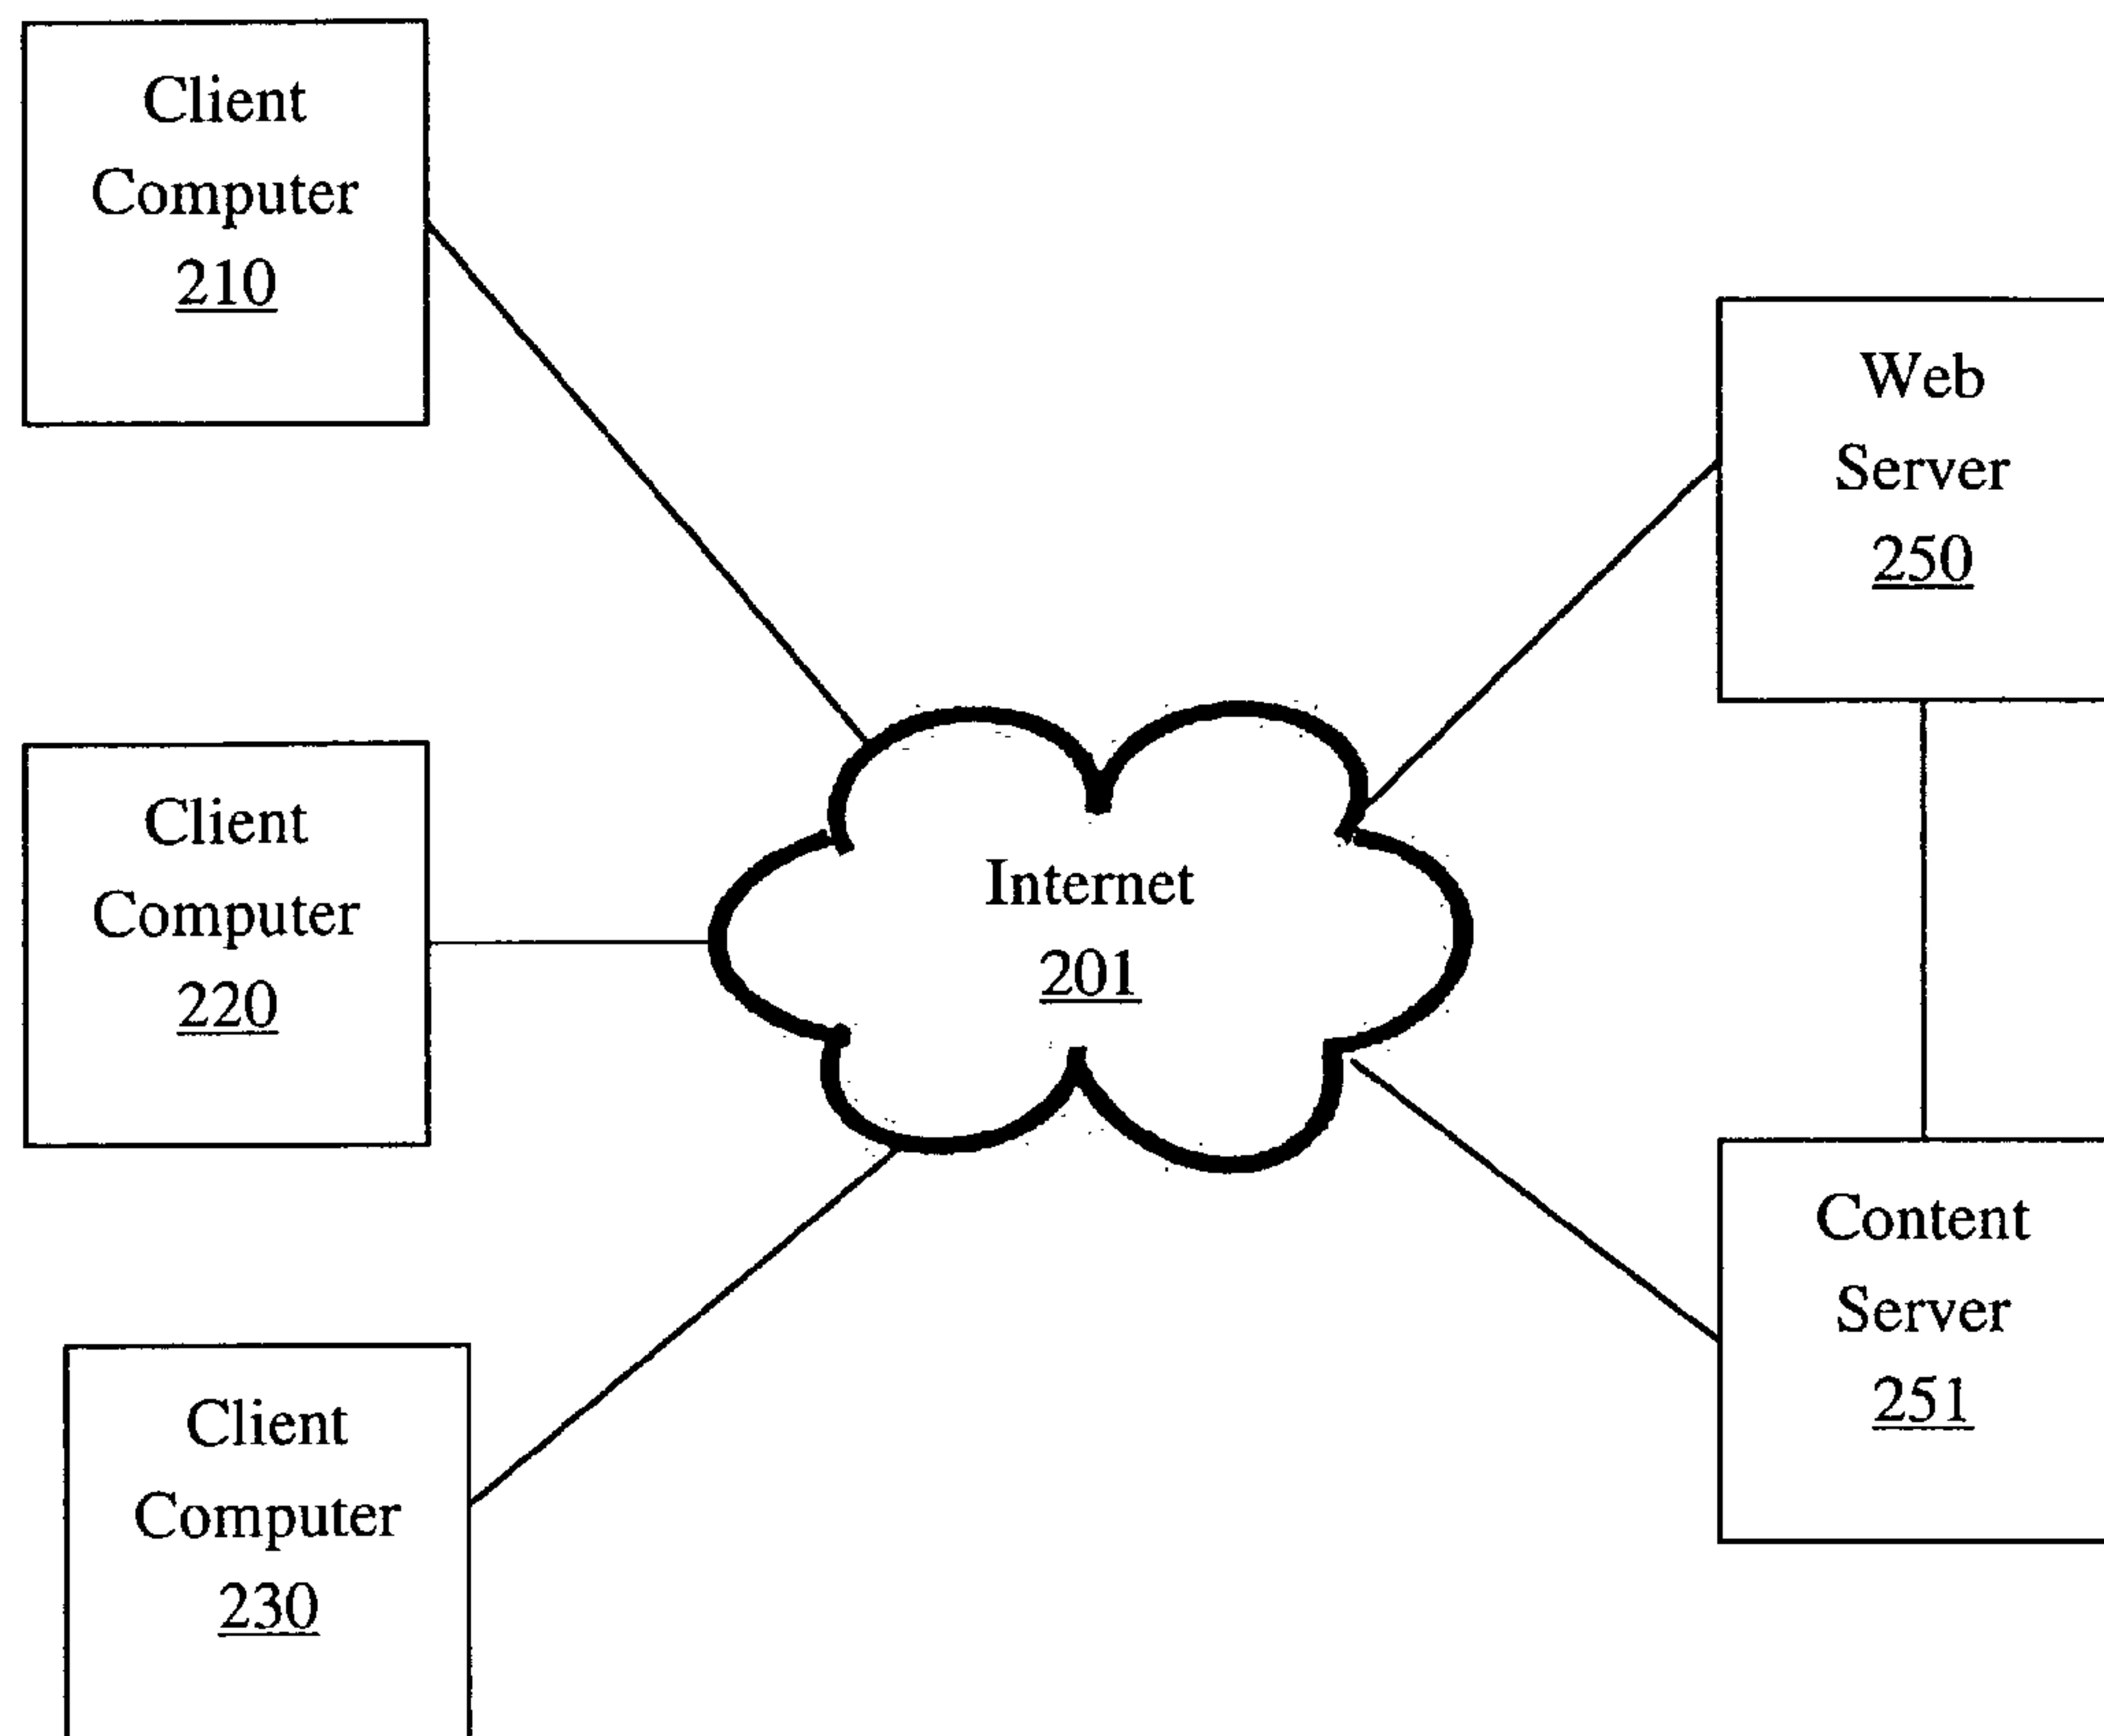 Client
Computer
210
Web
Server
250
Client
Computer
220
Internet
201
Content
Server
251
Client
Computer
230